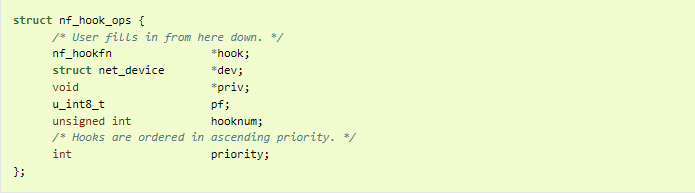 struct nf_hook_ops {
/* User fills in from here down. */
nf_hookfn *hook;
struct net_device *dev;
void *priv;
u_int8_t pf;
unsigned int hooknum;
/* Hooks are ordered in ascending priority. */
int priority;
};